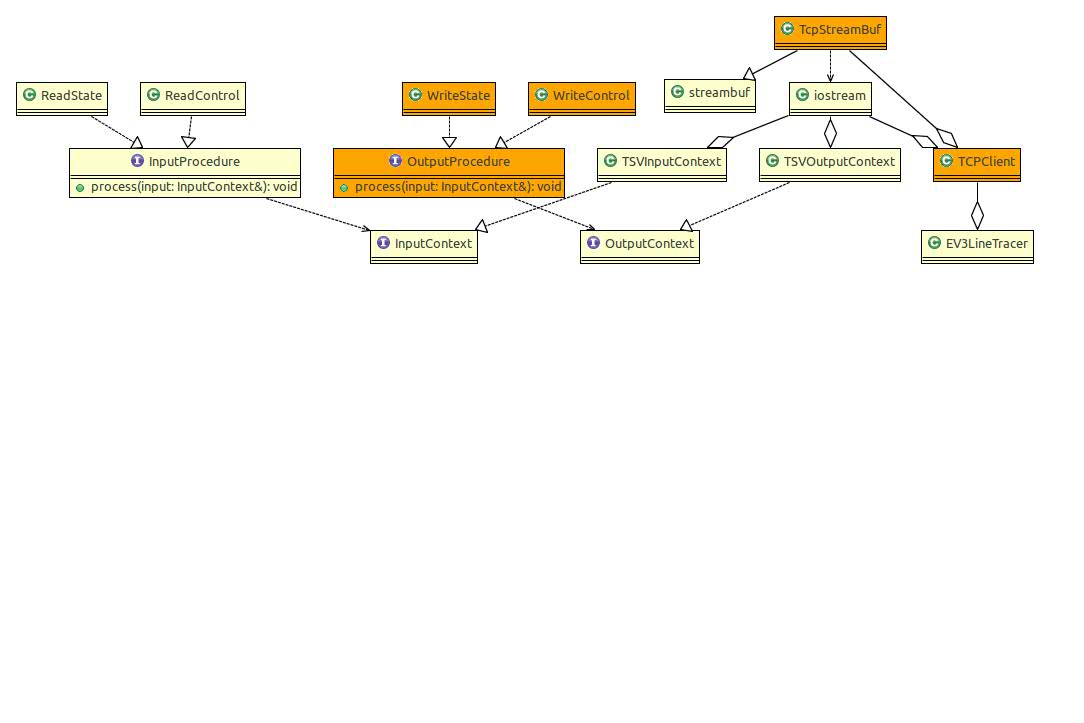 C TcpStreamBuf
C ReadState
C ReadControl
C WriteState
C WriteControl
C streambuf
C iostream
I InputProcedure
process(input: InputContext&): void
I OutputProcedure
process(input: InputContext&): void
C TSVInputContext
C TSVOutputContext
C TCPClient
I InputContext
I OutputContext
C EV3LineTracer